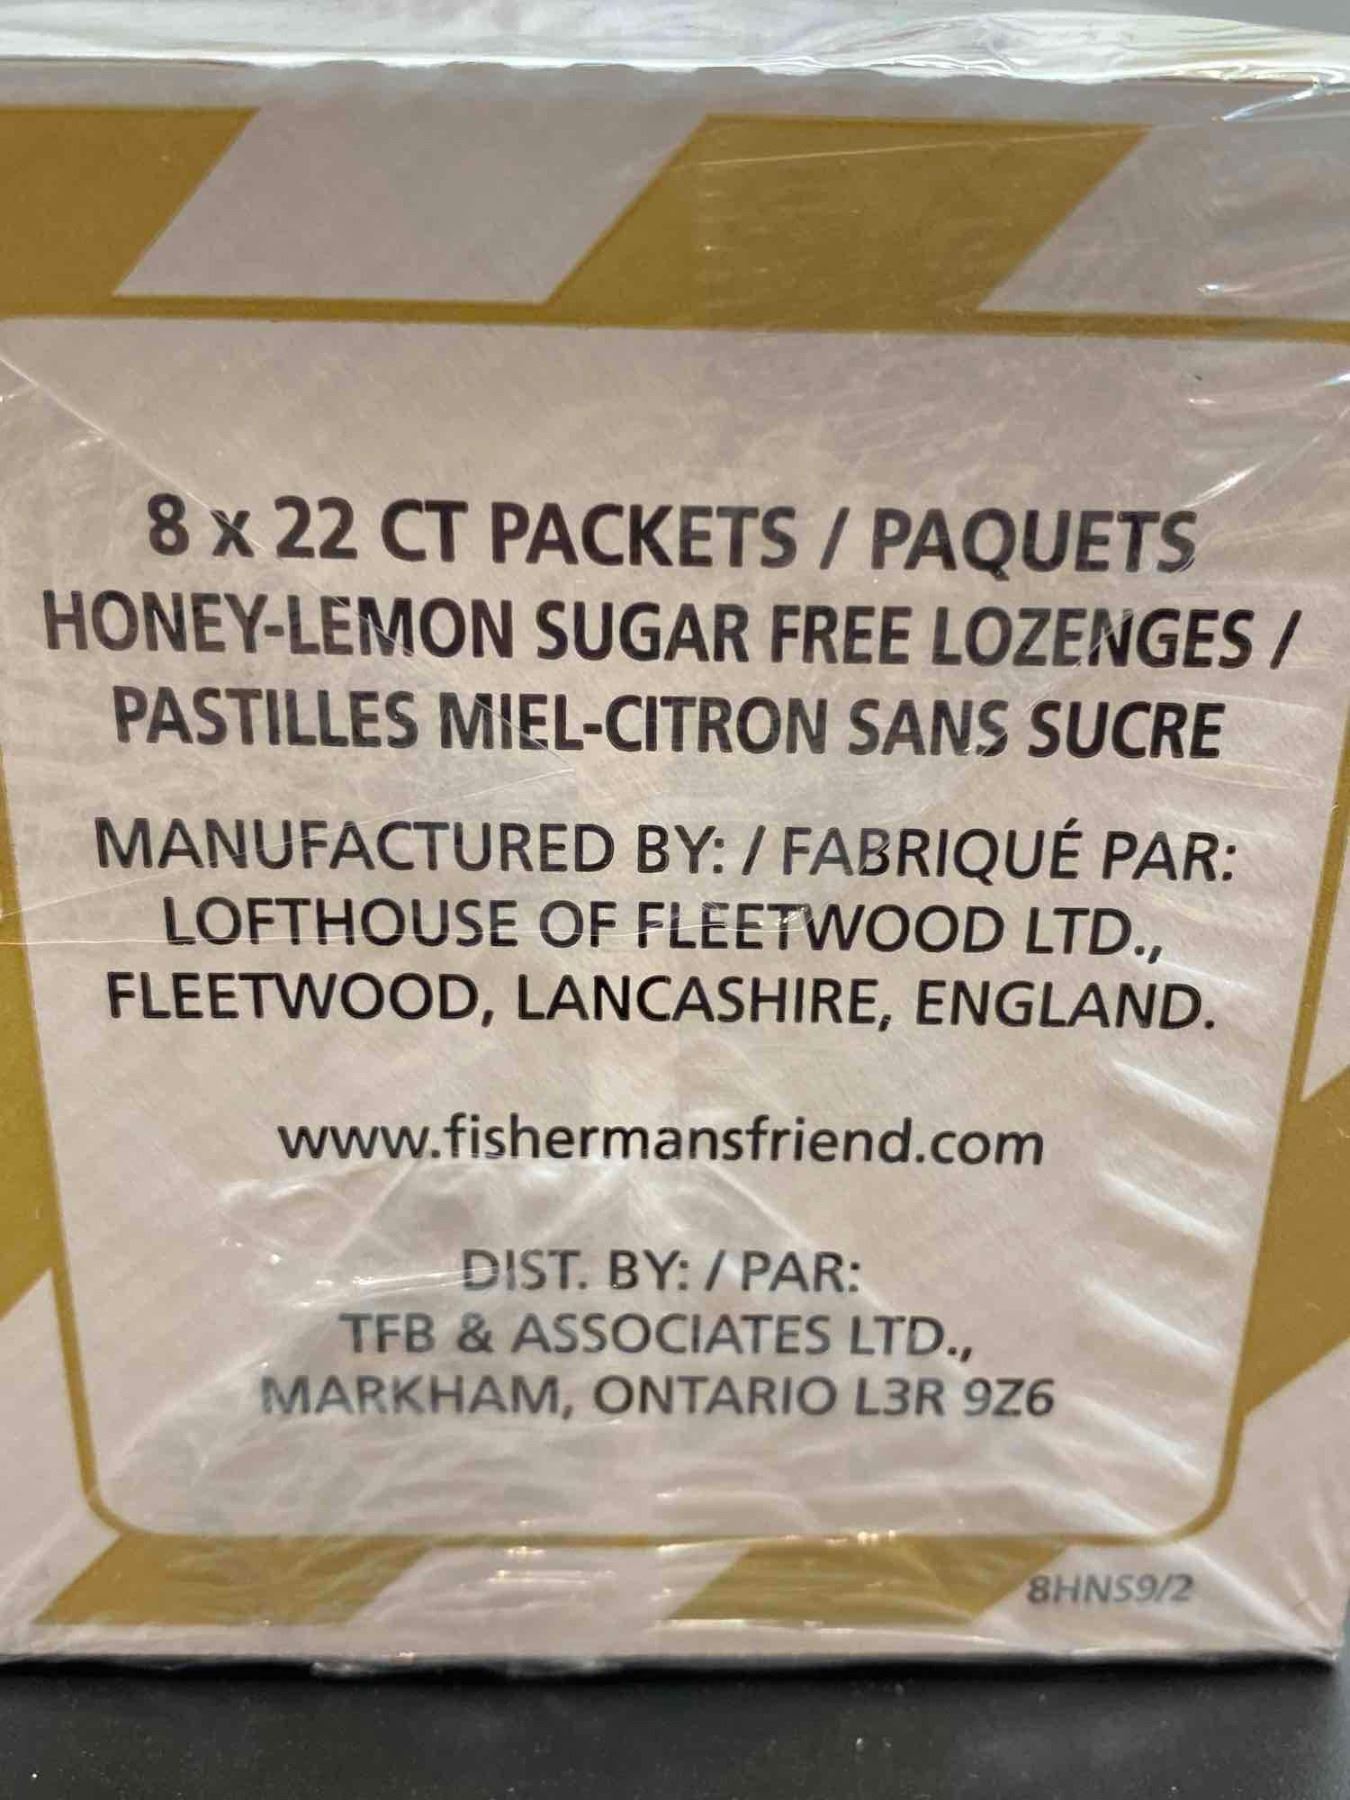 8 x 22 CT PACKETS / PAQUETS
HONEY-LEMON SUGAR FREE LOZENGES /
PASTILLES MIEL-CITRON SANS SUCRE
MANUFACTURED BY: / FABRIQUÉ PAR:
LOFTHOUSE OF FLEETWOOD LTD.,
FLEETWOOD, LANCASHIRE, ENGLAND.
www.fishermansfriend.com
DIST. BY: / PAR:
TFB & ASSOCIATES LTD.,
MARKHAM, ONTARIO L3R 9Z6
8HNS9/2